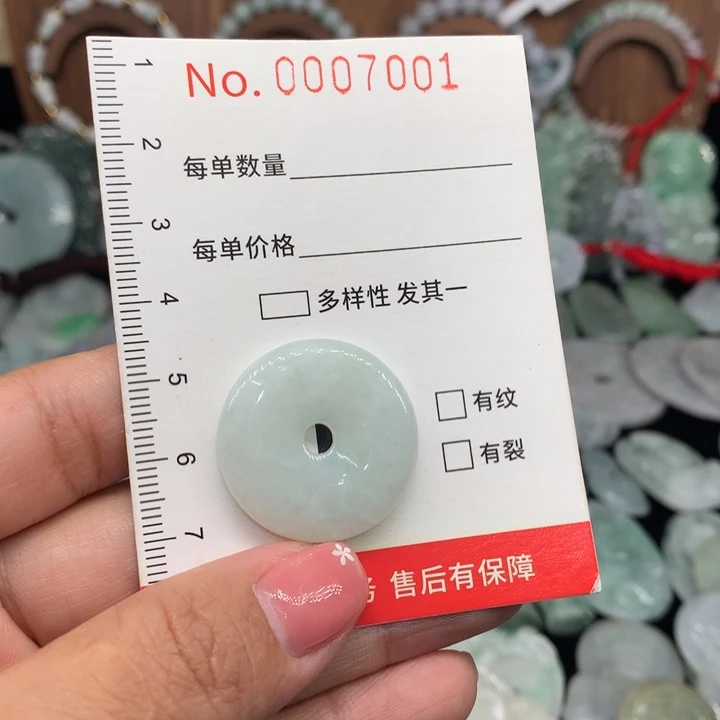 No. 0007001
每单数量
每单价格
多样性 发其一
有纹
有裂
售后有保障
1
2
3
4
5
6
7